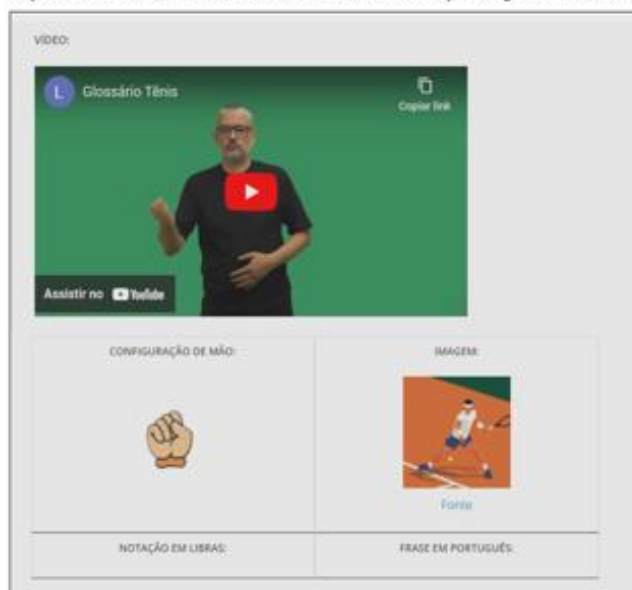 VÍDEO:
L Glossário Tênis
Copiar link
Assistir no YouTube
CONFIGURAÇÃO DE MÃO:
IMAGEM:
Fonte
NOTAÇÃO EM LIBRAS:
FRASE EM PORTUGUÊS: